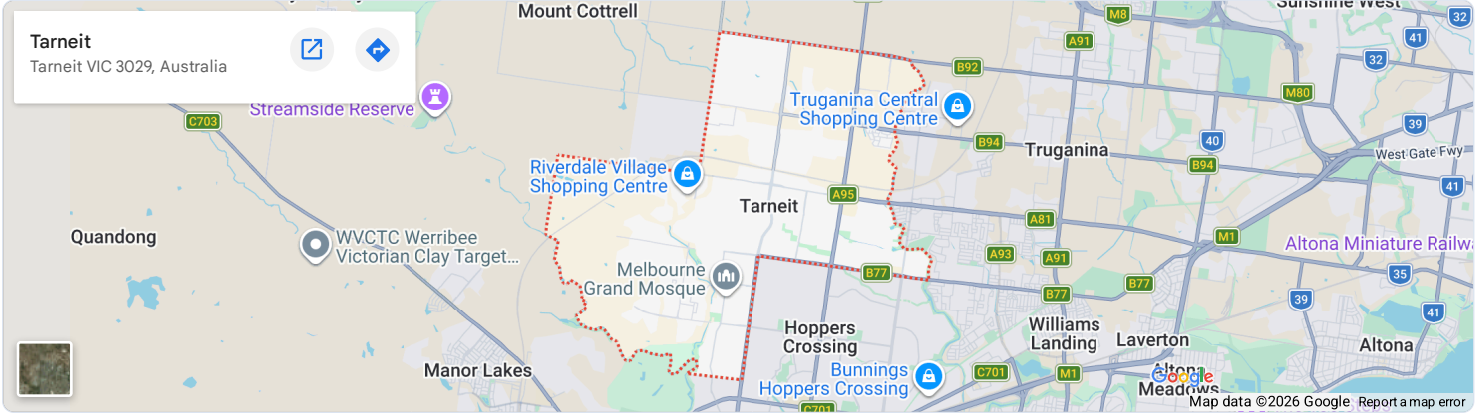 Mount Cottrell
Sunshine West
M8
32
Tarneit
41
A91
Tarneit VIC 3029, Australia
32
B92
M80
Streamside Reserve
Truganina Central
Shopping Centre
C703
39
40
B94
Truganina
West Gate Fwy
B94
Riverdale Village
Shopping Centre
41
A95
Tarneit
A81
Quandong
WVCTC Werribee
Victorian Clay Target...
M1
Altona Miniature Railwa
A93
A91
Melbourne
Grand Mosque
B77
35
B77
B77
39
41
Hoppers
Crossing
Williams
Landing
Laverton
Altona
Manor Lakes
Bunnings
Hoppers Crossing
C701
M1
Altona
Meadows
Google
C701
Map data ©2026 Google
Report a map error